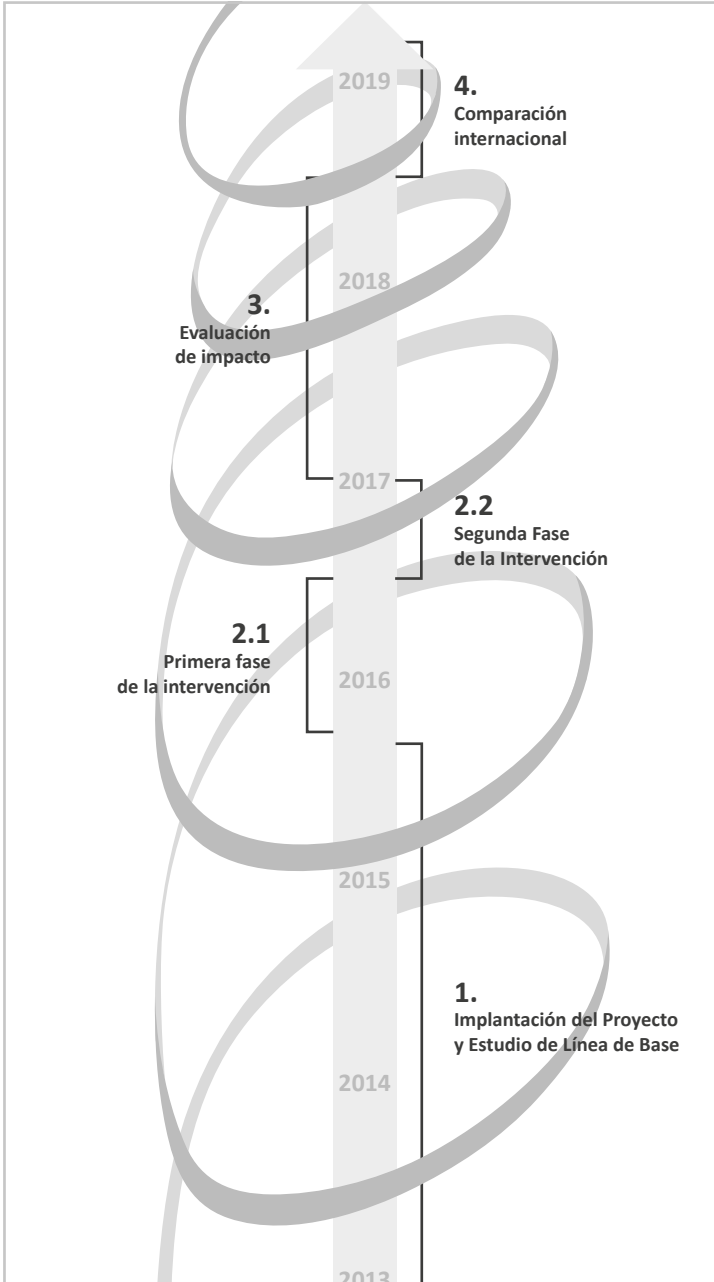 2019
4.
Comparación
internacional
2018
3.
Evaluación
de impacto
2017
2.2
Segunda Fase
de la Intervención
2.1
Primera fase
de la intervención
2016
2015
1.
Implantación del Proyecto
y Estudio de Línea de Base
2014
2013